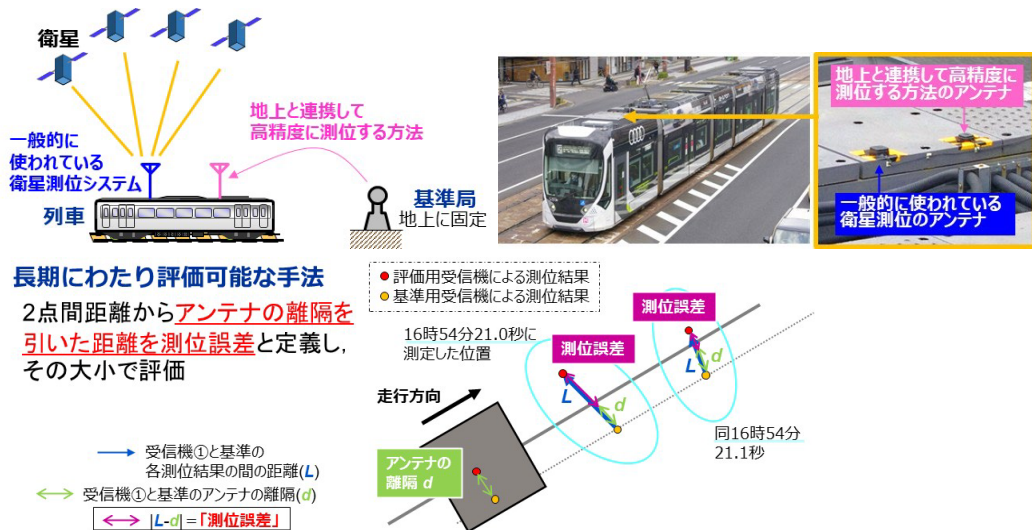 衛星
一般的に
使われている
衛星測位システム
地上と連携して
高精度に測位する方法
列車
基準局
地上に固定
地上と連携して高精度に
測位する方法のアンテナ
一般的に使われている
衛星測位のアンテナ
長期にわたり評価可能な手法
2点間距離からアンテナの離隔を
引いた距離を測位誤差と定義し,
その大小で評価
受信機①と基準の
各測位結果の間の距離(L)
受信機①と基準のアンテナの離隔(d)
|L-d| =「測位誤差」
評価用受信機による測位結果
基準用受信機による測位結果
16時54分21.0秒に
測定した位置
測位誤差
測位誤差
L
d
L
d
走行方向
同16時54分
21.1秒
アンテナの
離隔 d